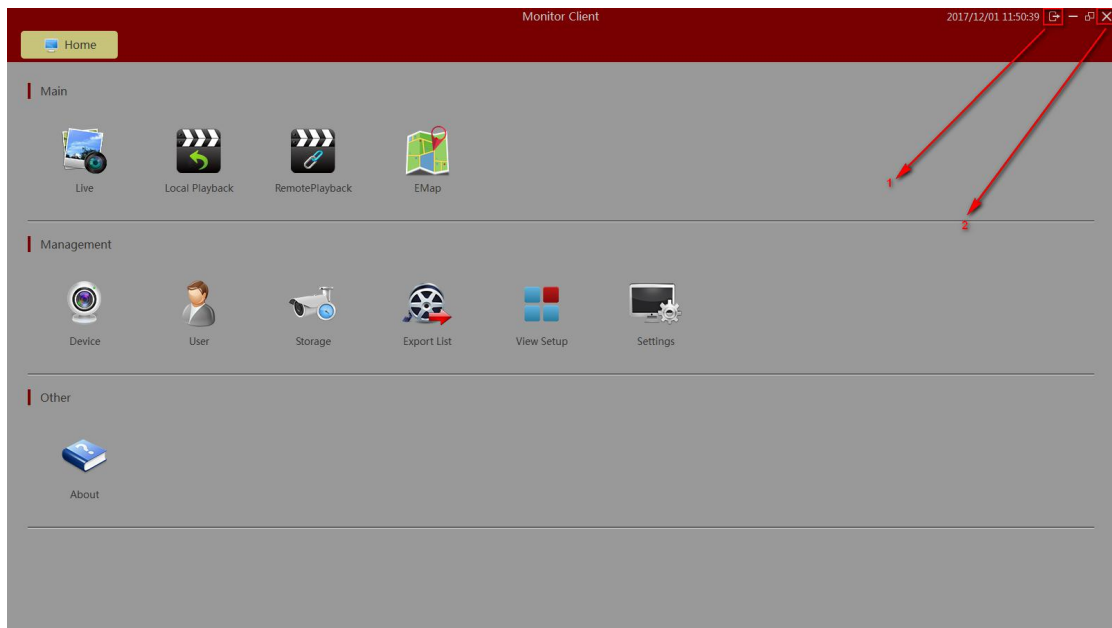 Monitor Client
2017/12/01 11:50:39
Home
Main
1
Live
Local Playback
RemotePlayback
EMap
2
Management
Device
User
Storage
Export List
View Setup
Settings
Other
About